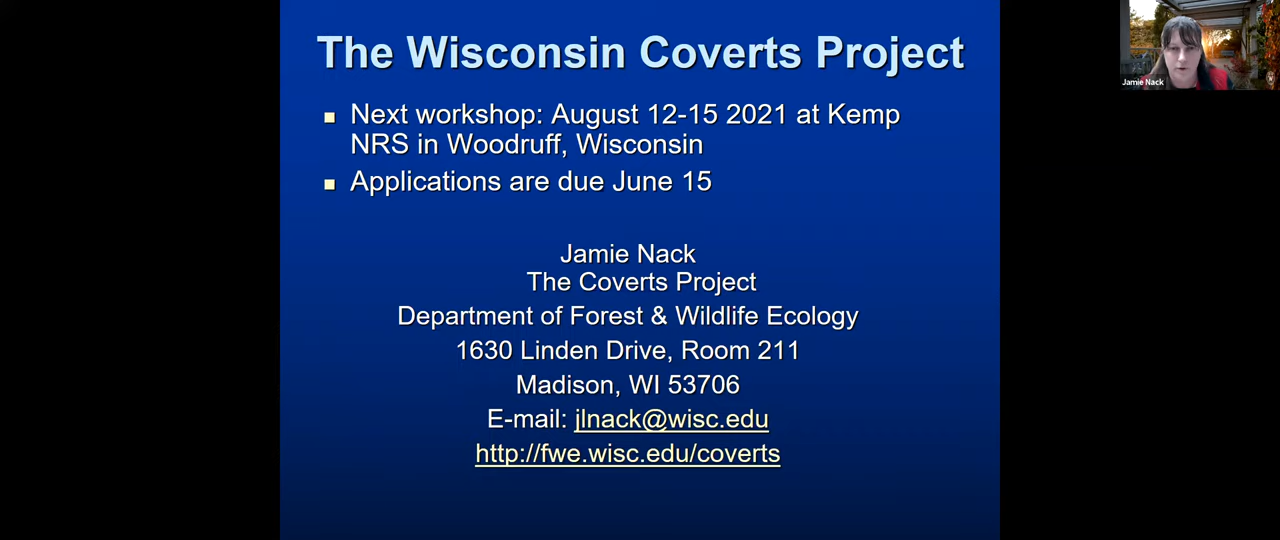 The Wisconsin Coverts Project
Next workshop: August 12-15 2021 at Kemp
NRS in Woodruff, Wisconsin
Applications are due June 15
Jamie Nack
The Coverts Project
Department of Forest & Wildlife Ecology
1630 Linden Drive, Room 211
Madison, WI 53706
E-mail: jlnack@wisc.edu
http://fwe.wisc.edu/coverts
Jamie Nack